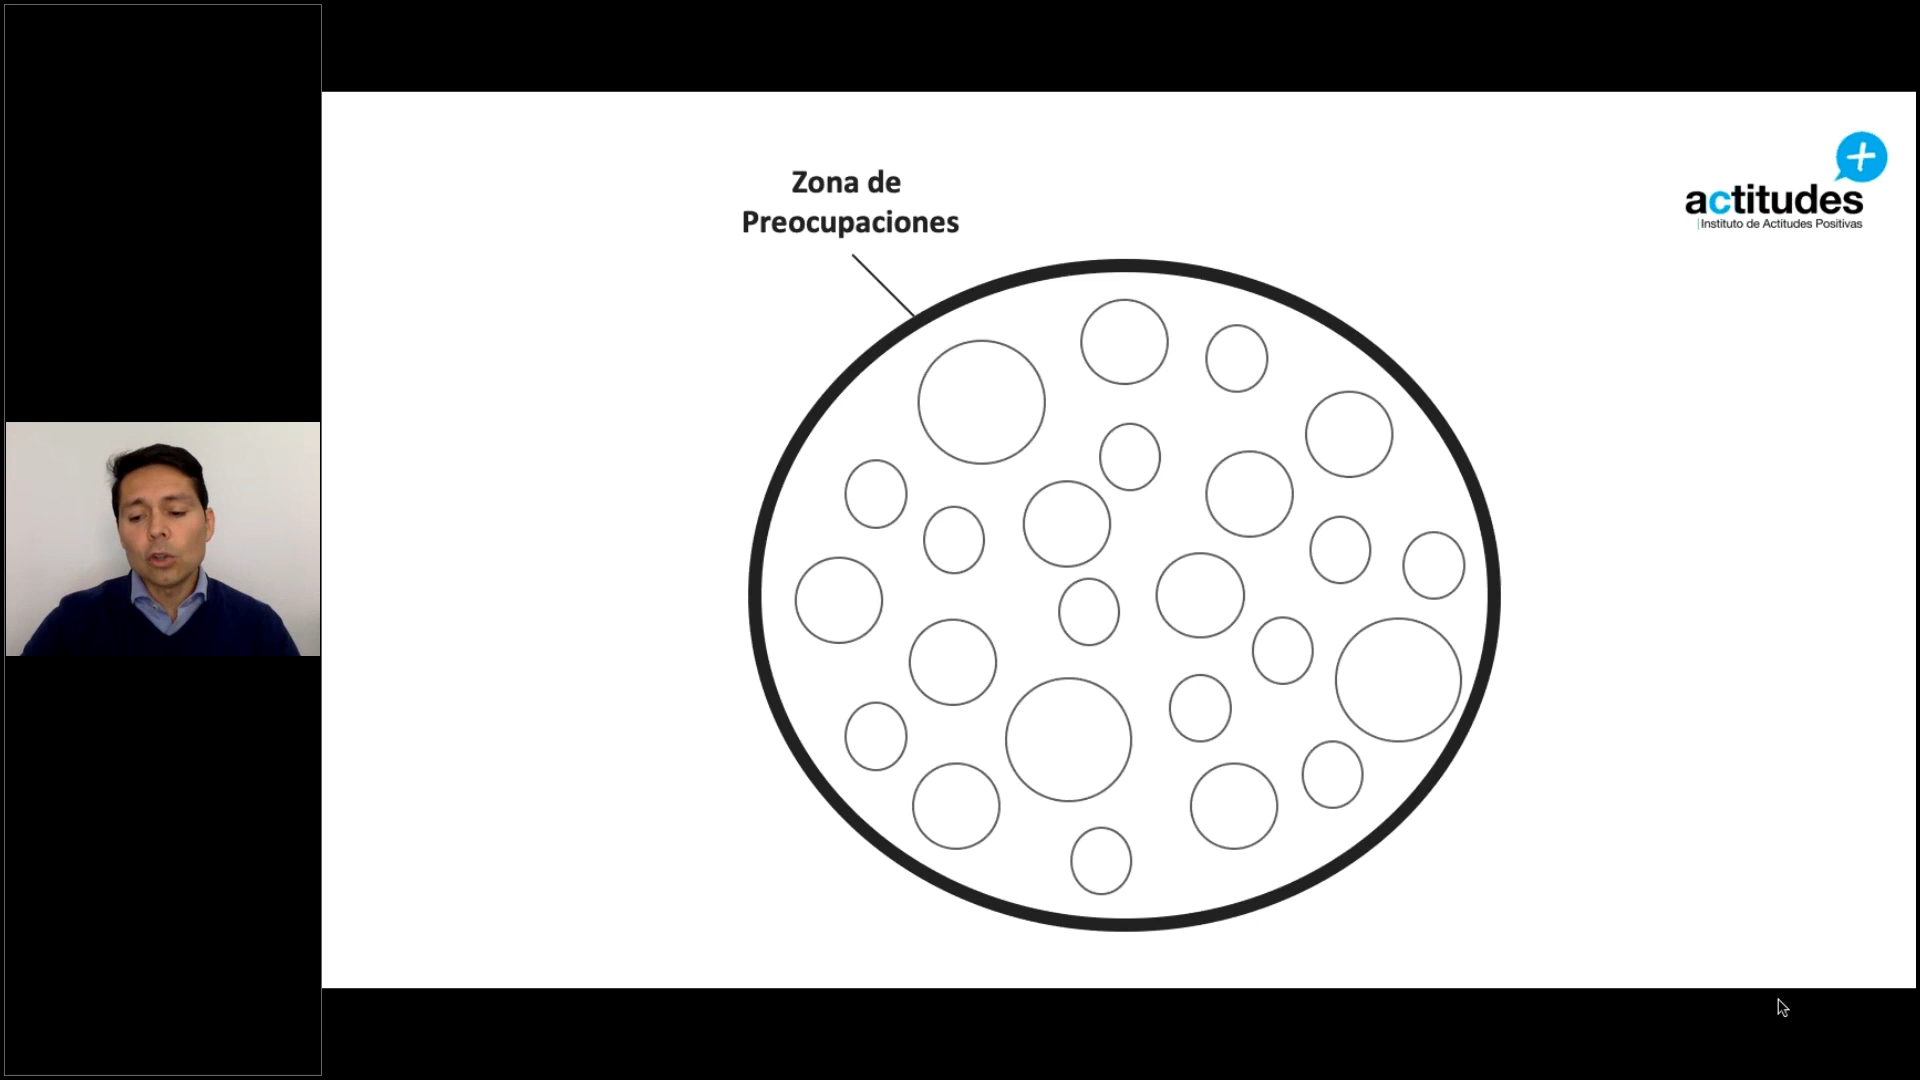 Zona de
Preocupaciones
actitudes
Instituto de Actitudes Positivas